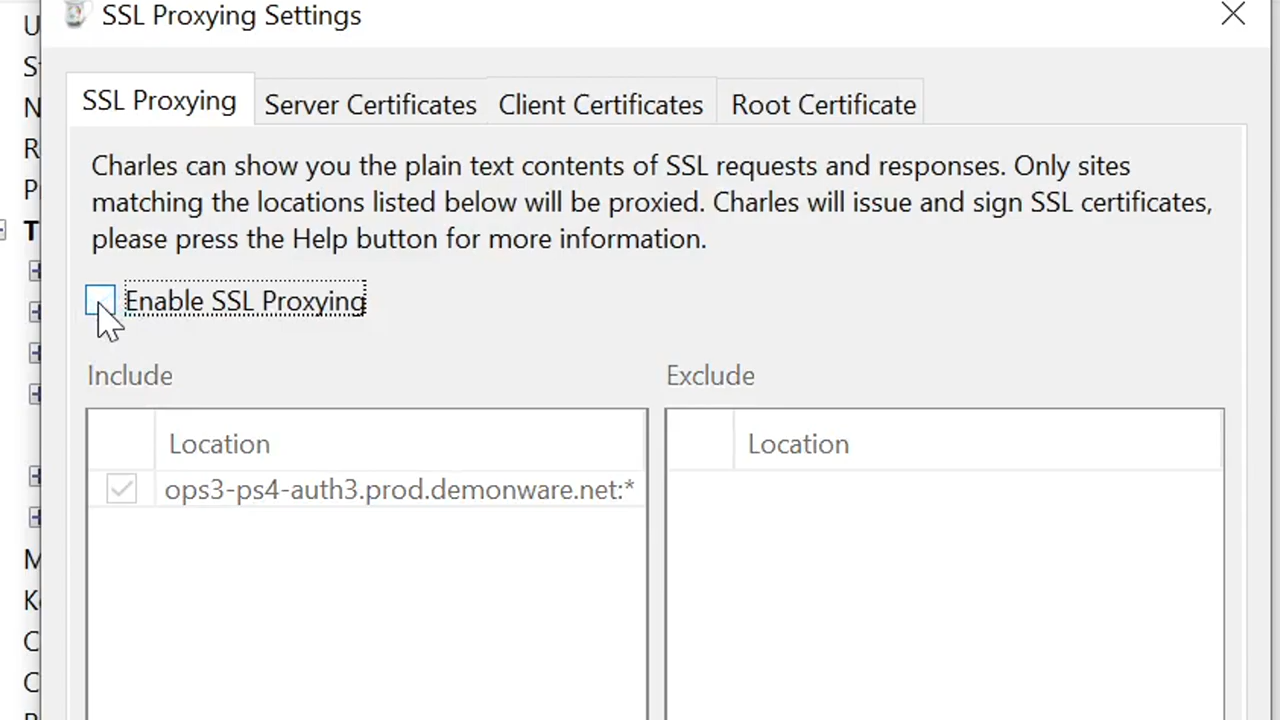 SSL Proxying Settings
SSL Proxying
Server Certificates
Client Certificates
Root Certificate
Charles can show you the plain text contents of SSL requests and responses. Only sites
matching the locations listed below will be proxied. Charles will issue and sign SSL certificates,
please press the Help button for more information.
Enable SSL Proxying
Include
Exclude
Location
Location
ops3-ps4-auth3.prod.demonware.net:*